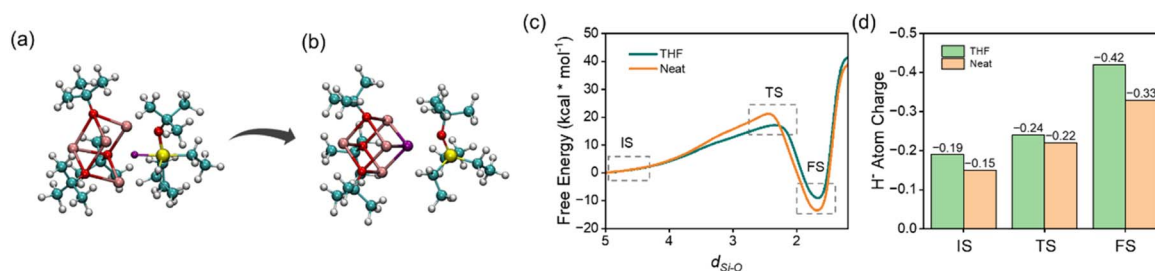 (a)
(b)
(c)
Free Energy (kcal * mol⁻¹)
50
40
30
20
10
0
−10
−20
THF
Neat
IS
TS
FS
5
4
3
2
d_Si-O
(d)
H⁻ Atom Charge
−0.5
−0.4
−0.3
−0.2
−0.1
0.0
THF
Neat
−0.19
−0.15
−0.24
−0.22
−0.42
−0.33
IS
TS
FS